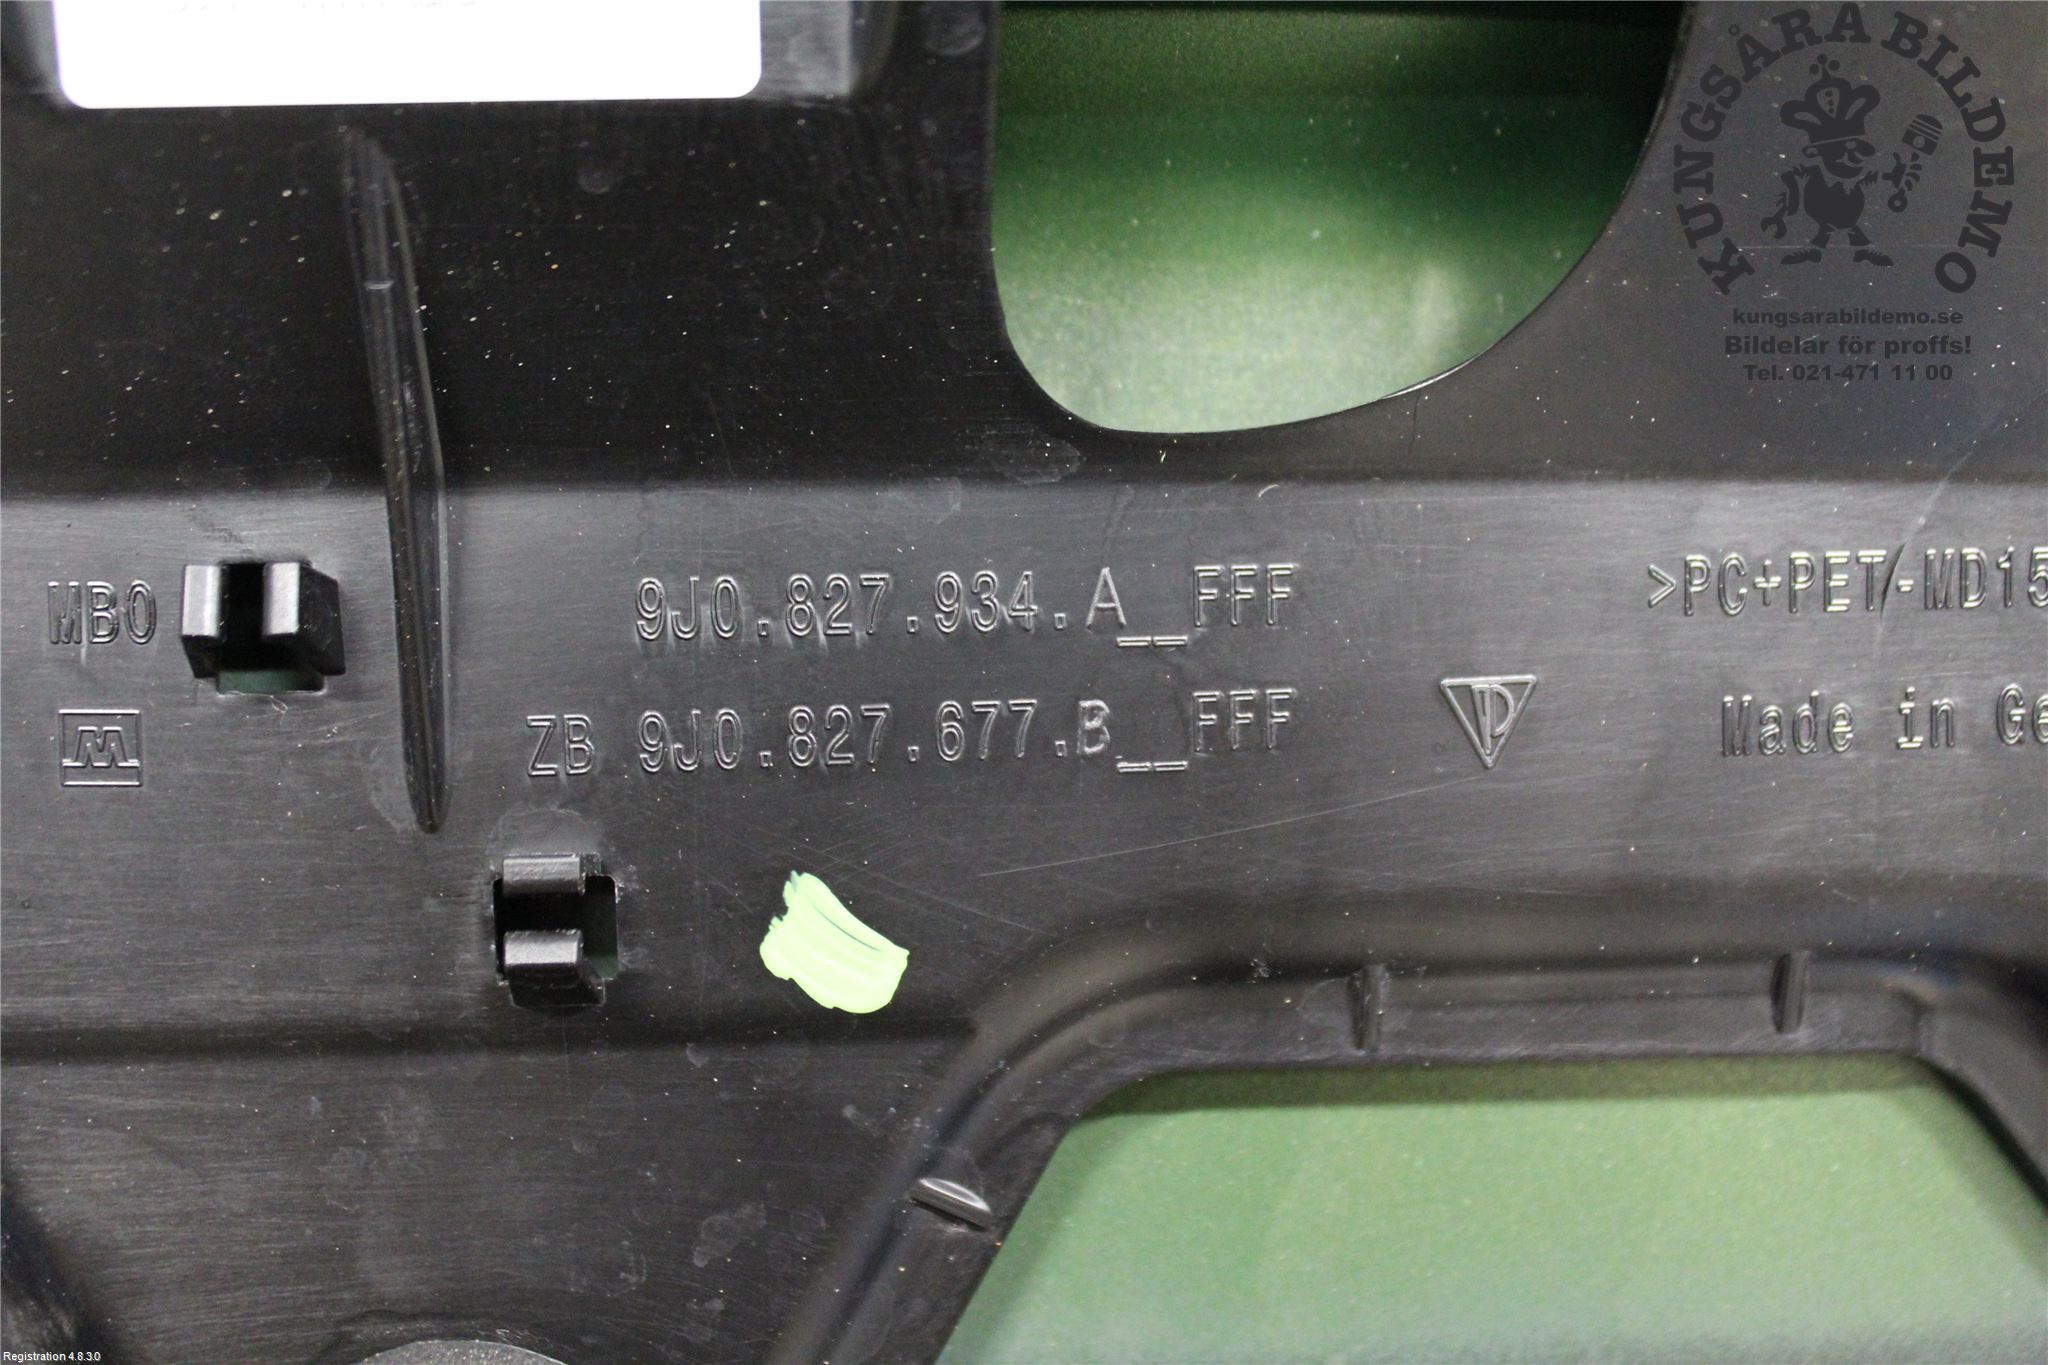 KUNGSÅRA BILDEMO
kungsarabildemo.se
Bildelar för proffs!
Tel. 021-471 11 00
MBO
9J0.827.934.A__FFF
>PC+PET-MD15
M
ZB 9J0.827.677.B__FFF
Made in Ge
Registration 4.8.3.0